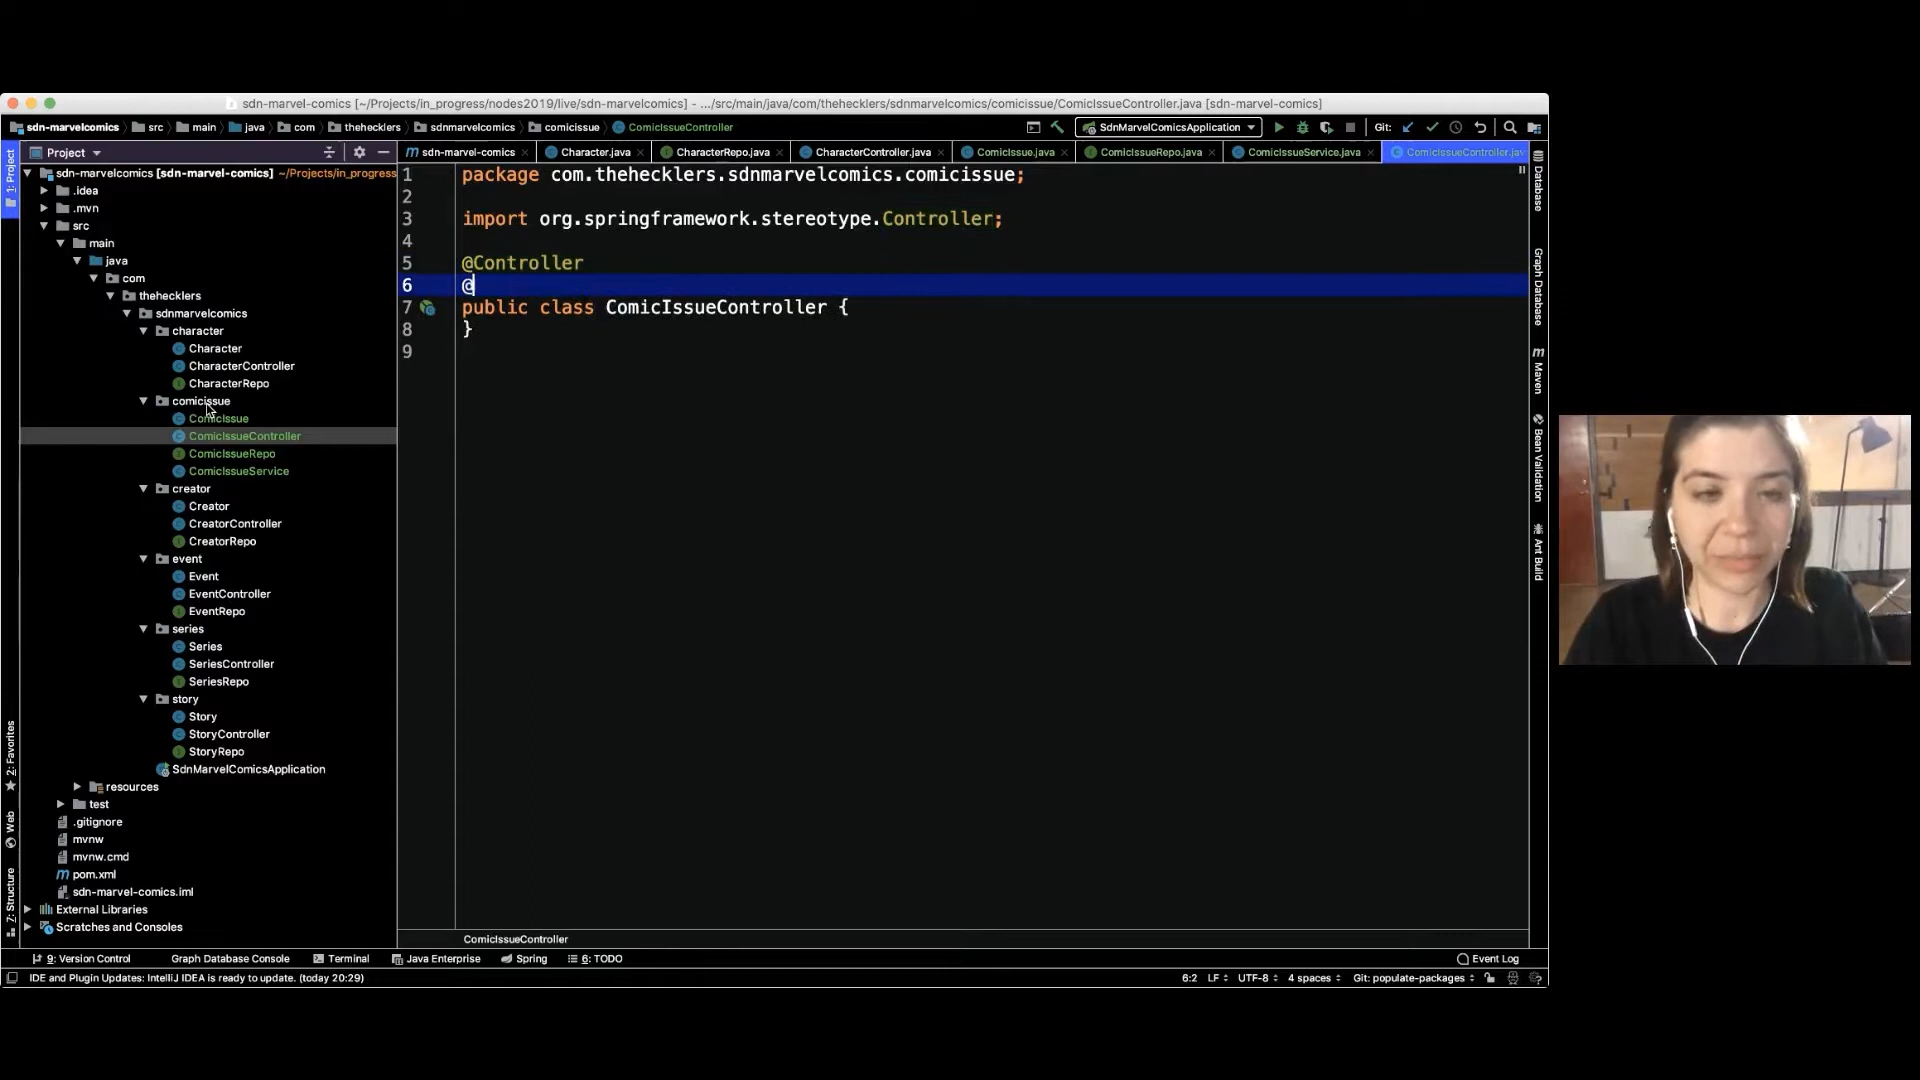 sdn-marvel-comics [~/Projects/in_progress/nodes2019/live/sdn-marvelcomics] - .../src/main/java/com/thehecklers/sdnmarvelcomics/comicissue/ComicIssueController.java [sdn-marvel-comics]
sdn-marvelcomics src main java com thehecklers sdnmarvelcomics comicissue ComicIssueController SdnMarvelComicsApplication Git:
Project sdn-marvel-comics Character.java CharacterRepo.java CharacterController.java ComicIssue.java ComicIssueRepo.java ComicIssueService.java ComicIssueController.jav
1: Project
sdn-marvelcomics [sdn-marvel-comics] ~/Projects/in_progress
.idea
.mvn
src
main
java
com
thehecklers
sdnmarvelcomics
character
Character
CharacterController
CharacterRepo
comicissue
ComicIssue
ComicIssueController
ComicIssueRepo
ComicIssueService
creator
Creator
CreatorController
CreatorRepo
event
Event
EventController
EventRepo
series
Series
SeriesController
SeriesRepo
story
Story
StoryController
StoryRepo
SdnMarvelComicsApplication
resources
test
.gitignore
mvnw
mvnw.cmd
pom.xml
sdn-marvel-comics.iml
External Libraries
Scratches and Consoles
2: Favorites
Web
7: Structure
1 package com.thehecklers.sdnmarvelcomics.comicissue;
2
3 import org.springframework.stereotype.Controller;
4
5 @Controller
6 @
7 public class ComicIssueController {
8 }
9
Database
Graph Database
Maven
Bean Validation
Ant Build
ComicIssueController
9: Version Control Graph Database Console Terminal Java Enterprise Spring 6: TODO Event Log
IDE and Plugin Updates: IntelliJ IDEA is ready to update. (today 20:29) 6:2 LF UTF-8 4 spaces Git: populate-packages